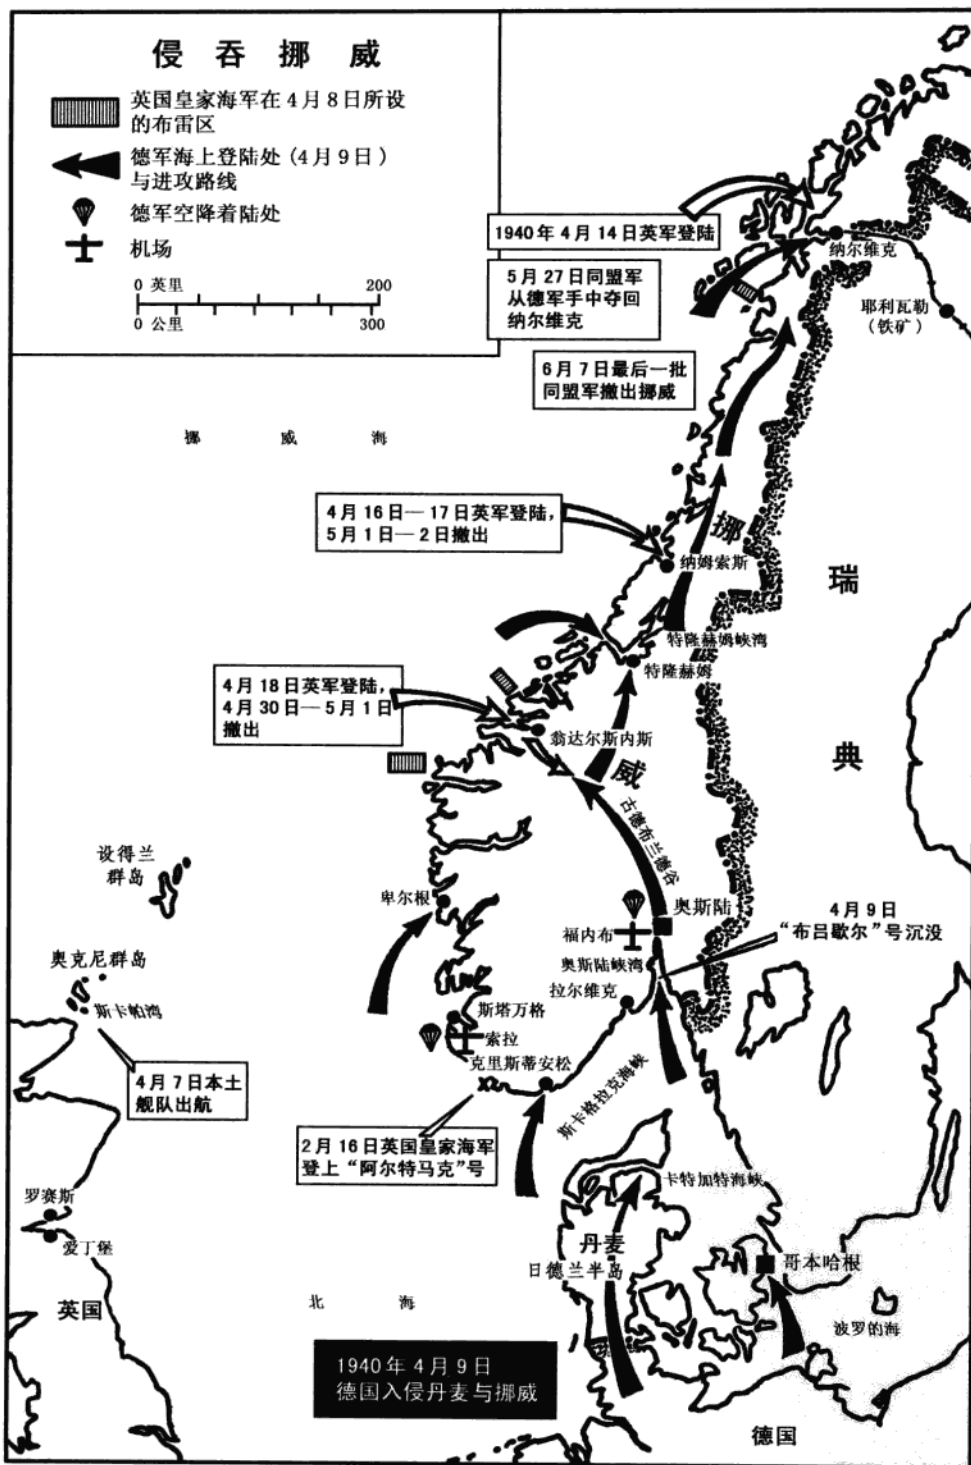 侵吞挪威
英国皇家海军在4月8日所设
的布雷区
德军海上登陆处(4月9日)
与进攻路线
德军空降着陆处
机场
0 英里 200
0 公里 300
1940年4月14日英军登陆
纳尔维克
5月27日同盟军
从德军手中夺回
纳尔维克
耶利瓦勒
(铁矿)
6月7日最后一批
同盟军撤出挪威
挪威海
4月16日—17日英军登陆,
5月1日—2日撤出
挪
纳姆索斯
瑞
特隆赫姆峡湾
特隆赫姆
4月18日英军登陆,
4月30日—5月1日
撤出
翁达尔斯内斯
威
典
古德布兰德谷
设得兰
群岛
卑尔根
奥斯陆
4月9日
“布吕歇尔”号沉没
福内布
奥斯陆峡湾
奥克尼群岛
拉尔维克
斯卡帕湾
斯塔万格
索拉
克里斯蒂安松
4月7日本土
舰队出航
斯卡格拉克海峡
2月16日英国皇家海军
登上“阿尔特马克”号
卡特加特海峡
罗赛斯
爱丁堡
丹麦
日德兰半岛
哥本哈根
英国
北海
波罗的海
1940年4月9日
德国入侵丹麦与挪威
德国